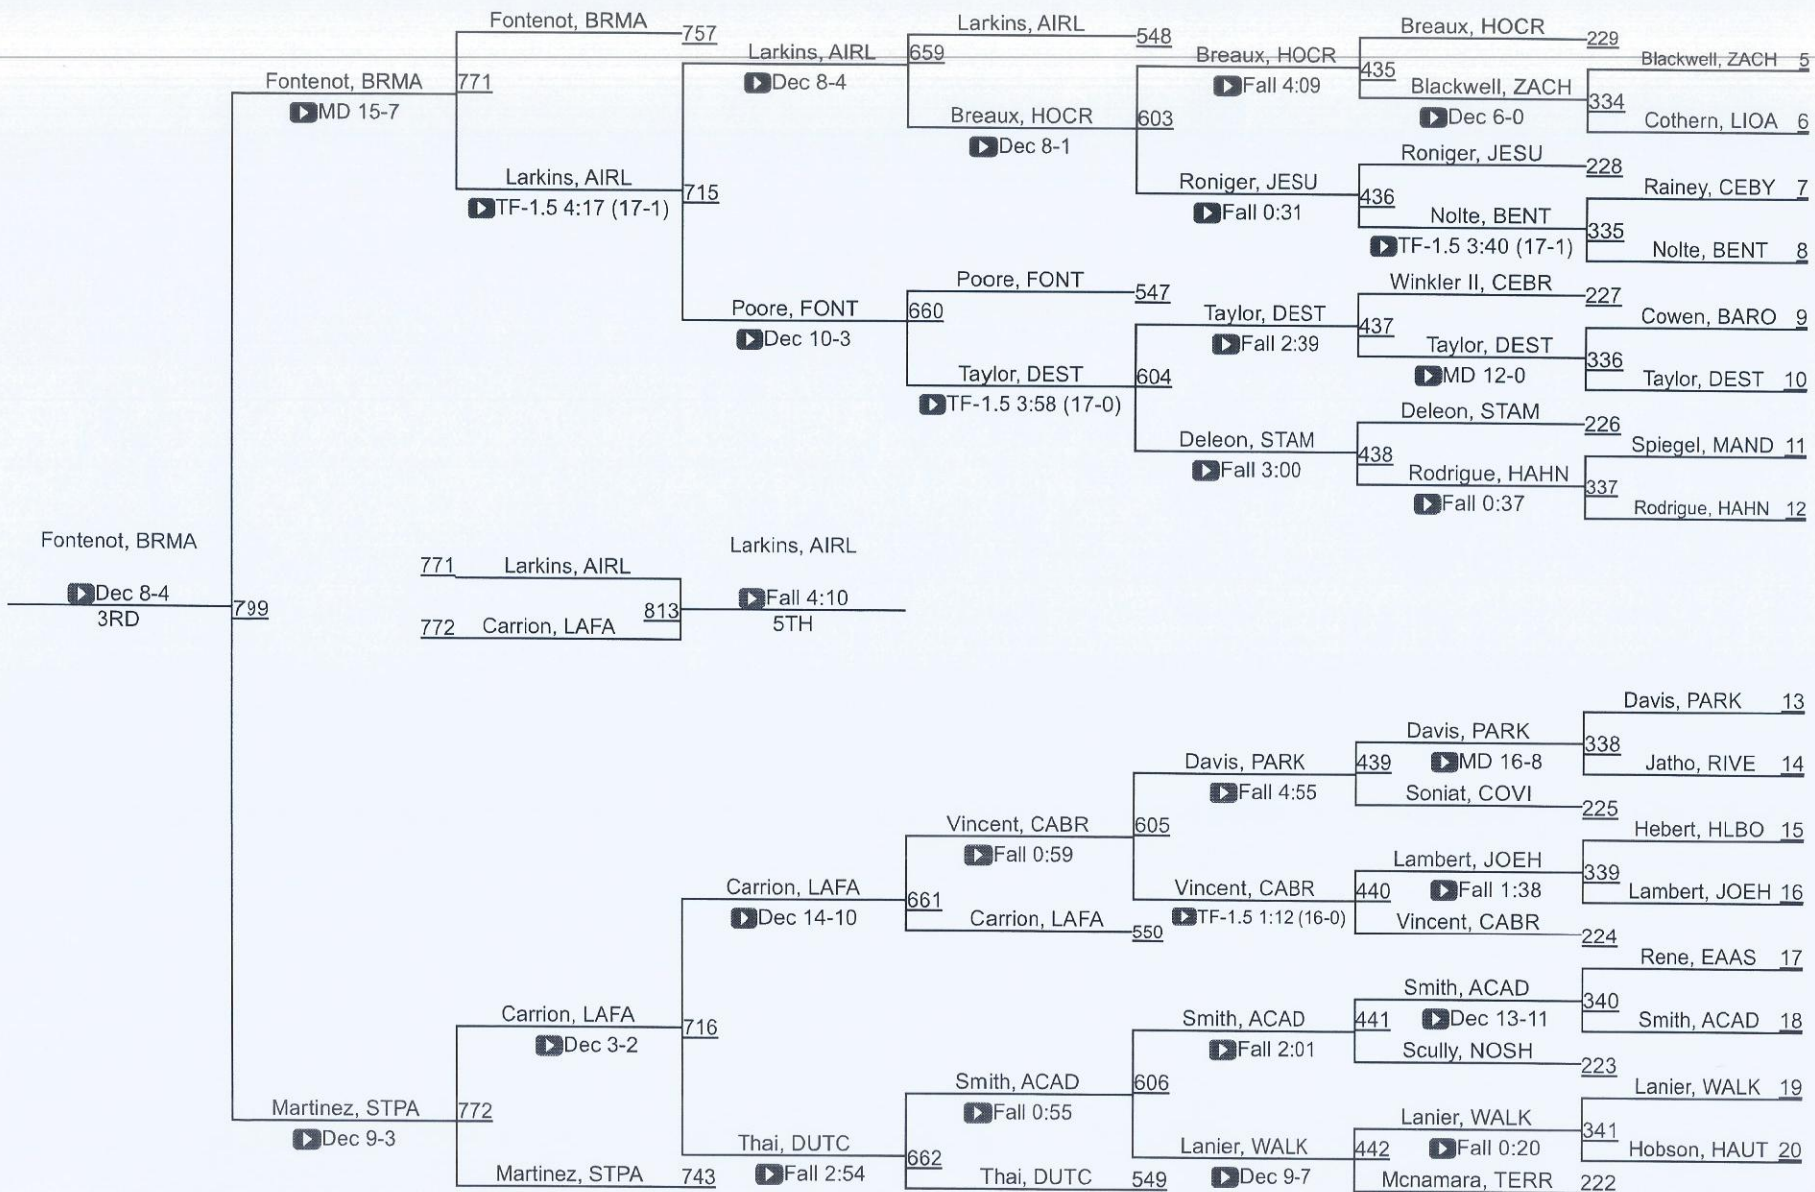 Fontenot, BRMA
757
Larkins, AIRL
548
Breaux, HOCR
229
Blackwell, ZACH 5
Larkins, AIRL
659
Breaux, HOCR
435
Fontenot, BRMA
771
Dec 8-4
Fall 4:09
Blackwell, ZACH
334
MD 15-7
Breaux, HOCR
603
Dec 6-0
Cothern, LIOA 6
Dec 8-1
Roniger, JESU
228
Larkins, AIRL
715
Roniger, JESU
436
Rainey, CEBY 7
TF-1.5 4:17 (17-1)
Fall 0:31
Nolte, BENT
335
TF-1.5 3:40 (17-1)
Nolte, BENT 8
Poore, FONT
547
Winkler II, CEBR
227
Poore, FONT
660
Taylor, DEST
437
Cowen, BARO 9
Dec 10-3
Fall 2:39
Taylor, DEST
336
Taylor, DEST
604
MD 12-0
Taylor, DEST 10
TF-1.5 3:58 (17-0)
Deleon, STAM
226
Deleon, STAM
438
Spiegel, MAND 11
Fall 3:00
Rodrigue, HAHN
337
Fall 0:37
Rodrigue, HAHN 12
Fontenot, BRMA
Larkins, AIRL
771 Larkins, AIRL
Dec 8-4
799
813
Fall 4:10
3RD
772 Carrion, LAFA
5TH
Davis, PARK 13
Davis, PARK
338
Davis, PARK
439
MD 16-8
Jatho, RIVE 14
Fall 4:55
Soniat, COVI
225
Vincent, CABR
605
Hebert, HLBO 15
Fall 0:59
Lambert, JOEH
339
Carrion, LAFA
661
Vincent, CABR
440
Fall 1:38
Lambert, JOEH 16
Dec 14-10
Carrion, LAFA
550
TF-1.5 1:12 (16-0)
Vincent, CABR
224
Rene, EAAS 17
Smith, ACAD
340
Carrion, LAFA
716
Smith, ACAD
441
Dec 13-11
Smith, ACAD 18
Dec 3-2
Fall 2:01
Scully, NOSH
223
Smith, ACAD
606
Lanier, WALK 19
Martinez, STPA
772
Fall 0:55
Lanier, WALK
341
Dec 9-3
Thai, DUTC
662
Lanier, WALK
442
Fall 0:20
Hobson, HAUT 20
Martinez, STPA
743
Fall 2:54
Thai, DUTC
549
Dec 9-7
Mcnamara, TERR
222